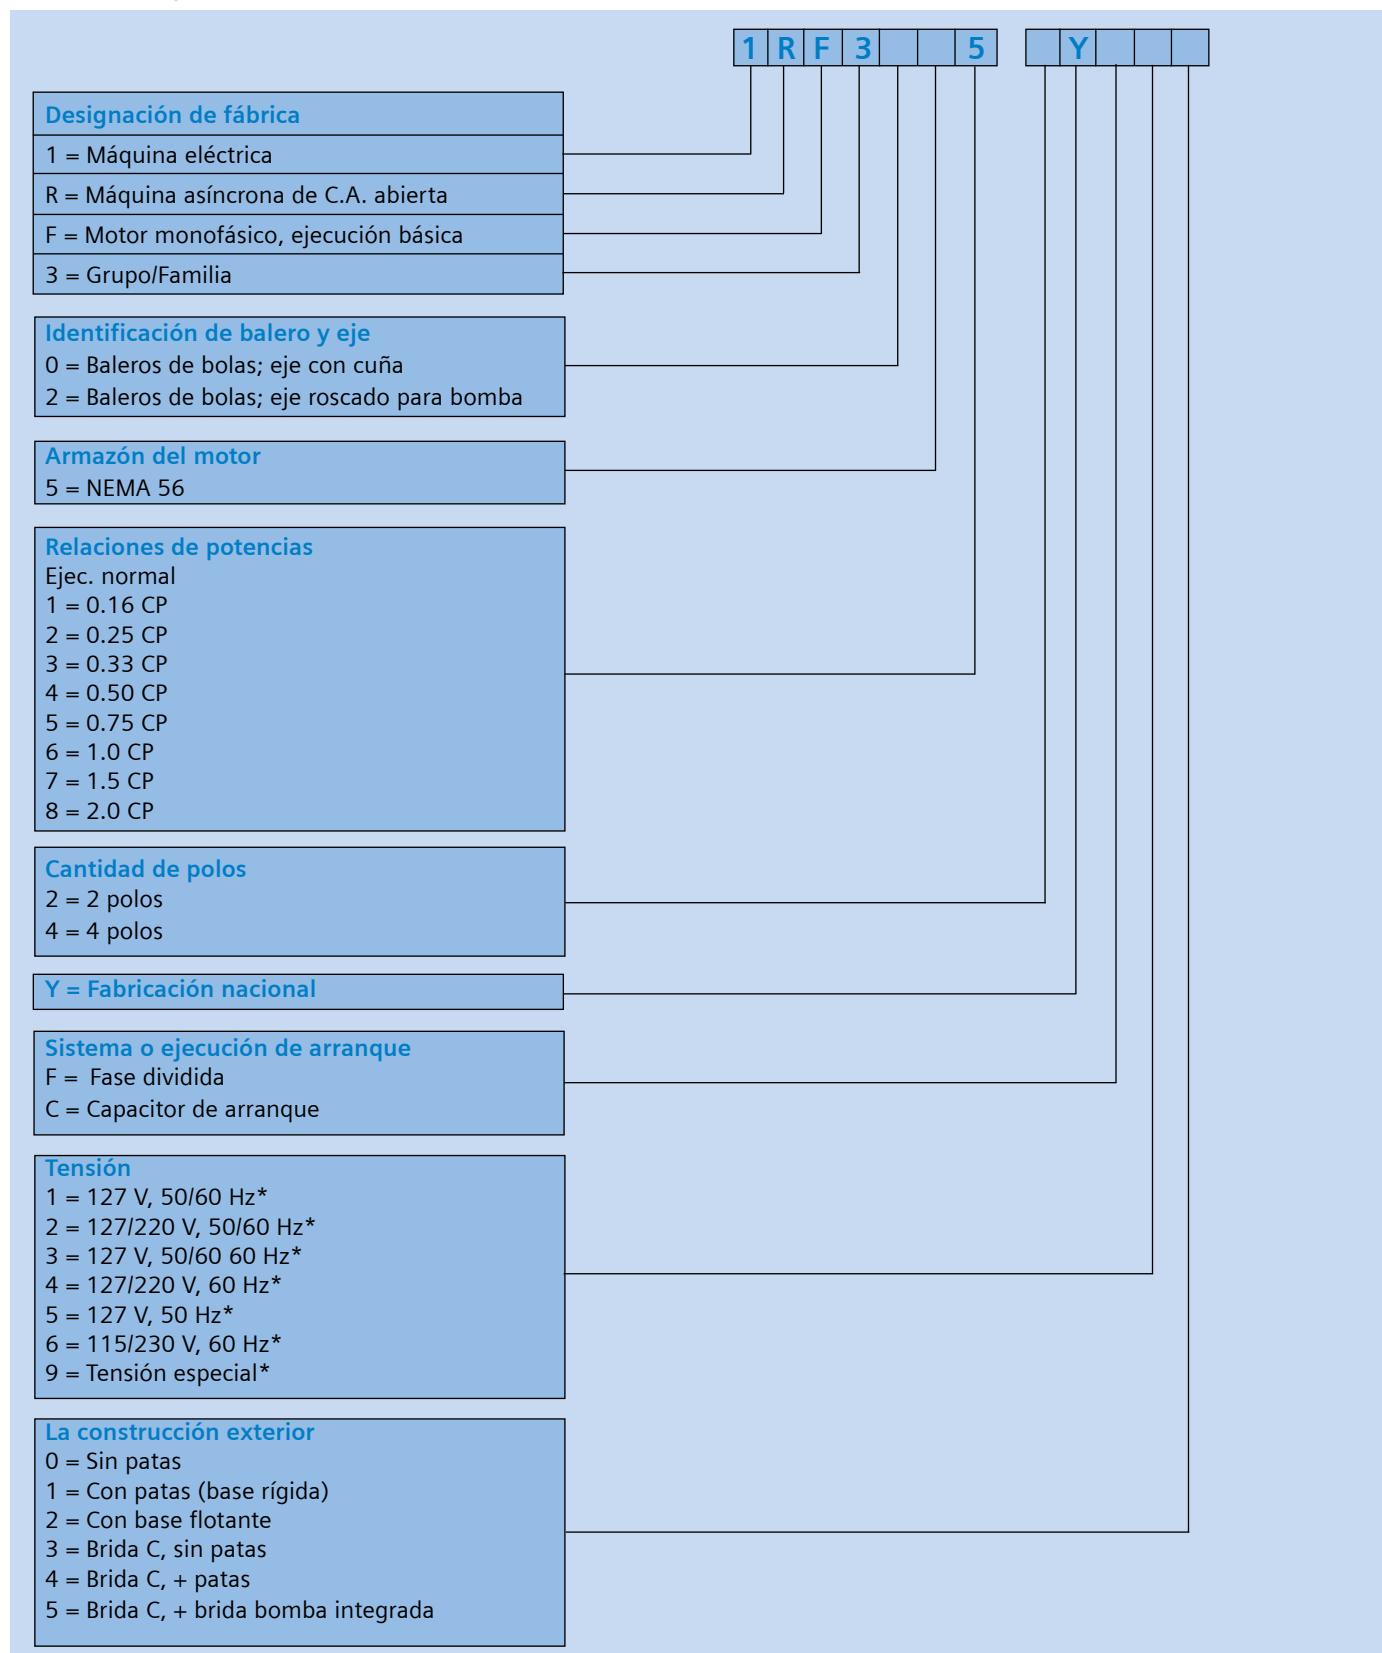 1 R F 3 5 Y
Designación de fábrica
1 = Máquina eléctrica
R = Máquina asíncrona de C.A. abierta
F = Motor monofásico, ejecución básica
3 = Grupo/Familia
Identificación de balero y eje
0 = Baleros de bolas; eje con cuña
2 = Baleros de bolas; eje roscado para bomba
Armazón del motor
5 = NEMA 56
Relaciones de potencias
Ejec. normal
1 = 0.16 CP
2 = 0.25 CP
3 = 0.33 CP
4 = 0.50 CP
5 = 0.75 CP
6 = 1.0 CP
7 = 1.5 CP
8 = 2.0 CP
Cantidad de polos
2 = 2 polos
4 = 4 polos
Y = Fabricación nacional
Sistema o ejecución de arranque
F = Fase dividida
C = Capacitor de arranque
Tensión
1 = 127 V, 50/60 Hz*
2 = 127/220 V, 50/60 Hz*
3 = 127 V, 50/60 60 Hz*
4 = 127/220 V, 60 Hz*
5 = 127 V, 50 Hz*
6 = 115/230 V, 60 Hz*
9 = Tensión especial*
La construcción exterior
0 = Sin patas
1 = Con patas (base rígida)
2 = Con base flotante
3 = Brida C, sin patas
4 = Brida C, + patas
5 = Brida C, + brida bomba integrada